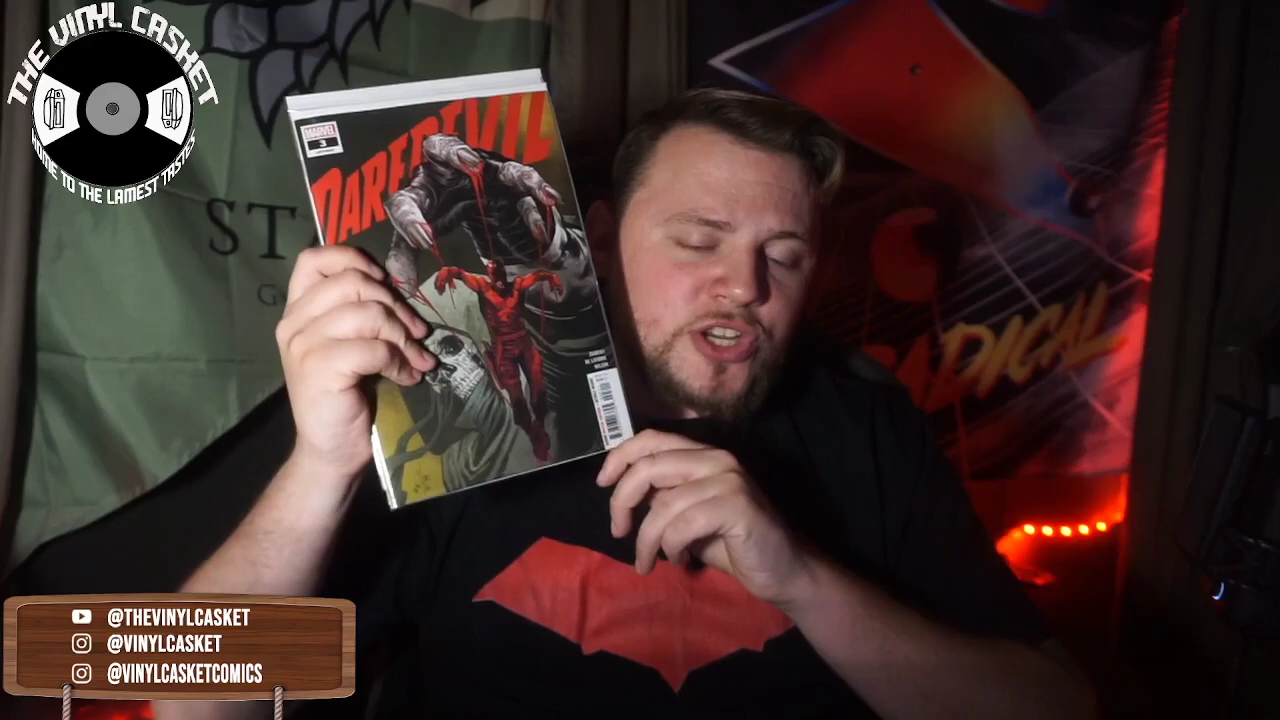 THE VINYL CASKET
HOME TO THE LAMEST TASTES
MARVEL
3
DAREDEVIL
ST
G
RADICAL
@THEVINYLCASKET
@VINYLCASKET
@VINYLCASKETCOMICS